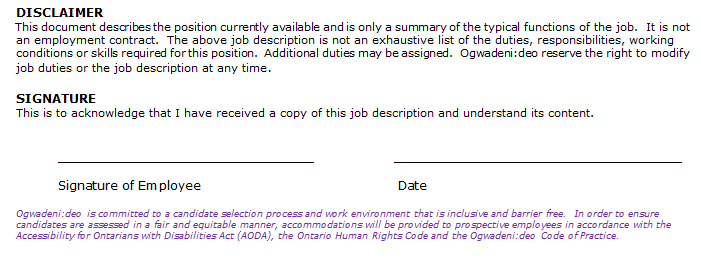 DISCLAIMER
This document describes the position currently available and is only a summary of the typical functions of the job. It is not
an employment contract. The above job description is not an exhaustive list of the duties, responsibilities, working
conditions or skills required for this position. Additional duties may be assigned. Ogwadeni:deo reserve the right to modify
job duties or the job description at any time.
SIGNATURE
This is to acknowledge that I have received a copy of this job description and understand its content.
Signature of Employee Date
Ogwadeni:deo is committed to a candidate selection process and work environment that is inclusive and barrier free. In order to ensure
candidates are assessed in a fair and equitable manner, accommodations will be provided to prospective employees in accordance with the
Accessibility for Ontarians with Disabilities Act (AODA), the Ontario Human Rights Code and the Ogwadeni:deo Code of Practice.